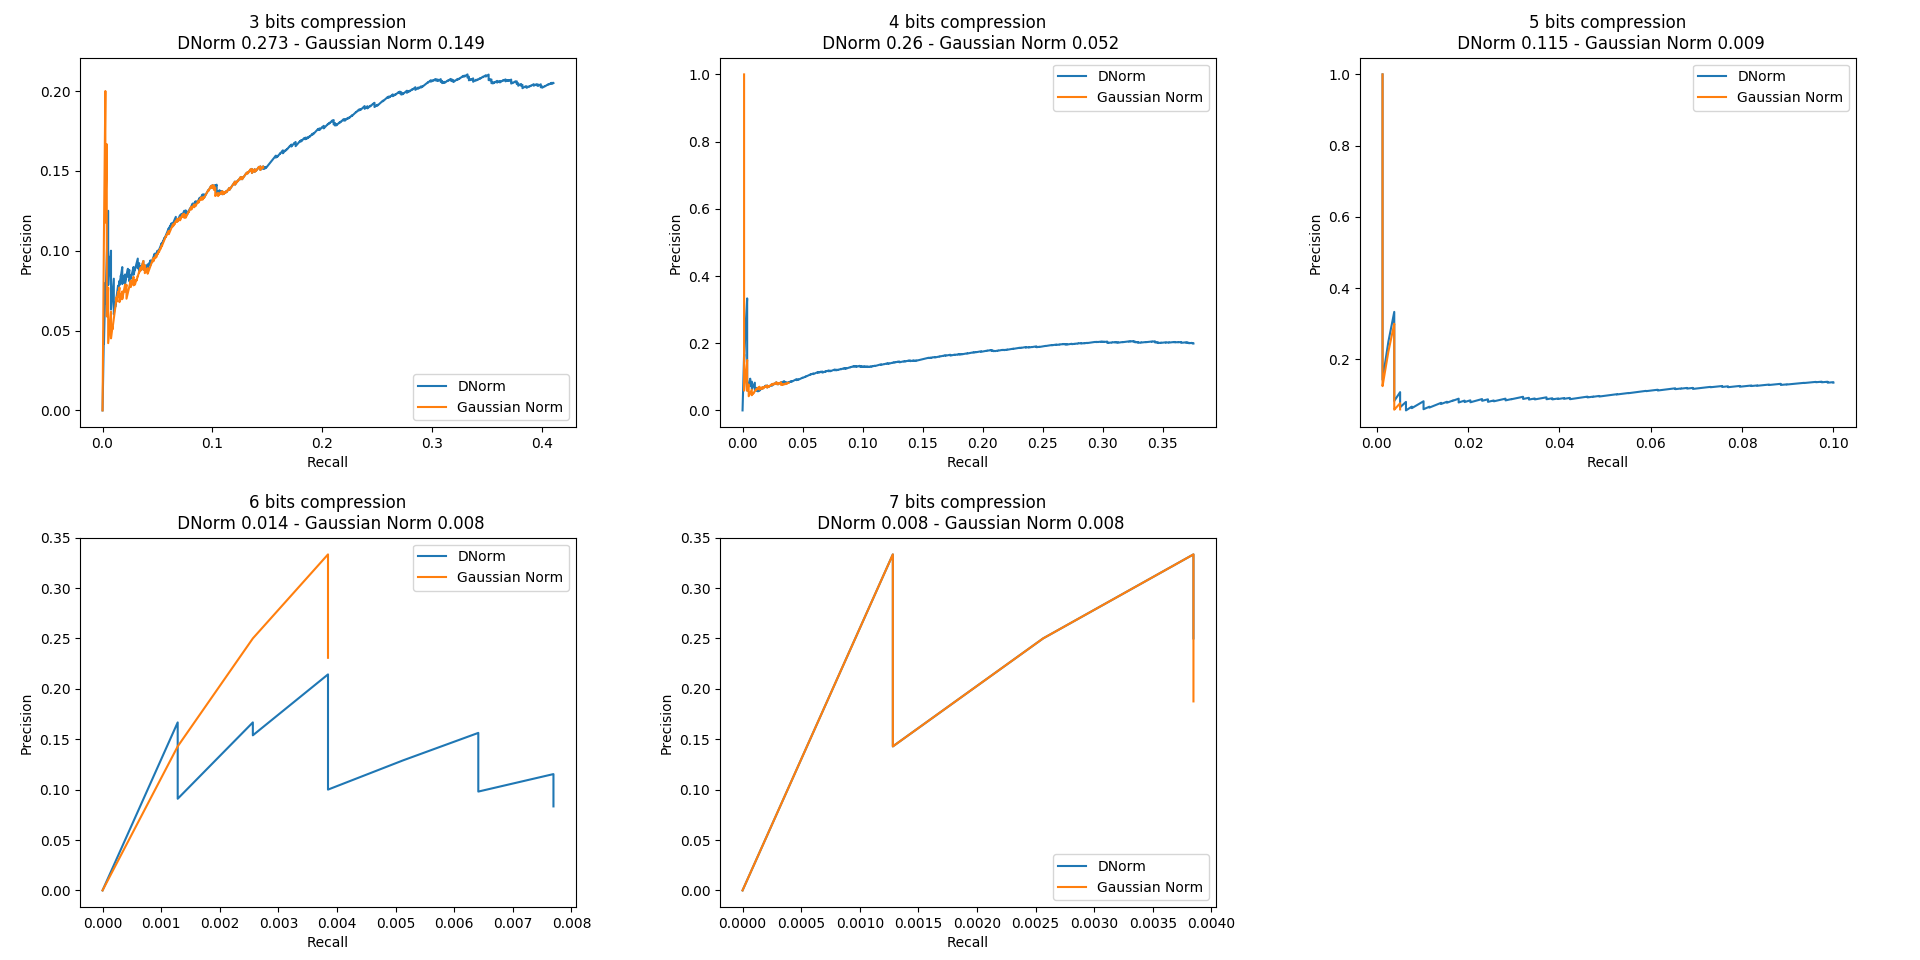 3 bits compression
DNorm 0.273 - Gaussian Norm 0.149
0.20
0.15
0.10
0.05
0.00
Precision
0.0
0.1
0.2
0.3
0.4
Recall
DNorm
Gaussian Norm
4 bits compression
DNorm 0.26 - Gaussian Norm 0.052
1.0
0.8
0.6
0.4
0.2
0.0
Precision
0.00
0.05
0.10
0.15
0.20
0.25
0.30
0.35
Recall
DNorm
Gaussian Norm
5 bits compression
DNorm 0.115 - Gaussian Norm 0.009
1.0
0.8
0.6
0.4
0.2
Precision
0.00
0.02
0.04
0.06
0.08
0.10
Recall
DNorm
Gaussian Norm
6 bits compression
DNorm 0.014 - Gaussian Norm 0.008
0.35
0.30
0.25
0.20
0.15
0.10
0.05
0.00
Precision
0.000
0.001
0.002
0.003
0.004
0.005
0.006
0.007
0.008
Recall
DNorm
Gaussian Norm
7 bits compression
DNorm 0.008 - Gaussian Norm 0.008
0.35
0.30
0.25
0.20
0.15
0.10
0.05
0.00
Precision
0.0000
0.0005
0.0010
0.0015
0.0020
0.0025
0.0030
0.0035
0.0040
Recall
DNorm
Gaussian Norm